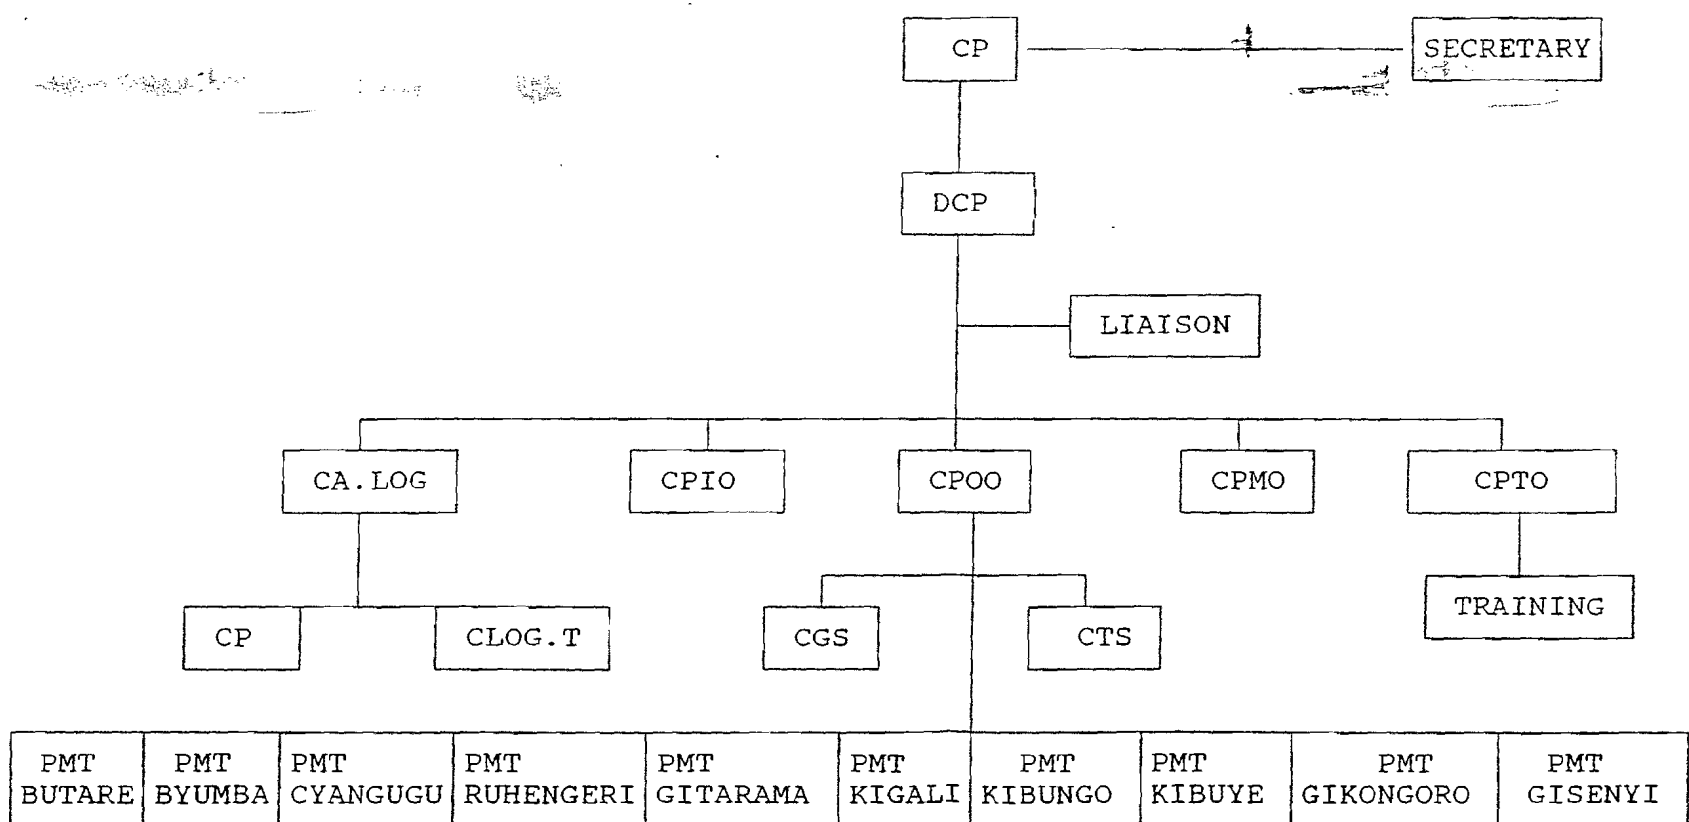 CP
SECRETARY
DCP
LIAISON
CA.LOG
CPIO
CPOO
CPMO
CPTO
CP
CLOG.T
CGS
CTS
TRAINING
PMT
BUTARE
PMT
BYUMBA
PMT
CYANGUGU
PMT
RUHENGERI
PMT
GITARAMA
PMT
KIGALI
PMT
KIBUNGO
PMT
KIBUYE
PMT
GIKONGORO
PMT
GISENYI